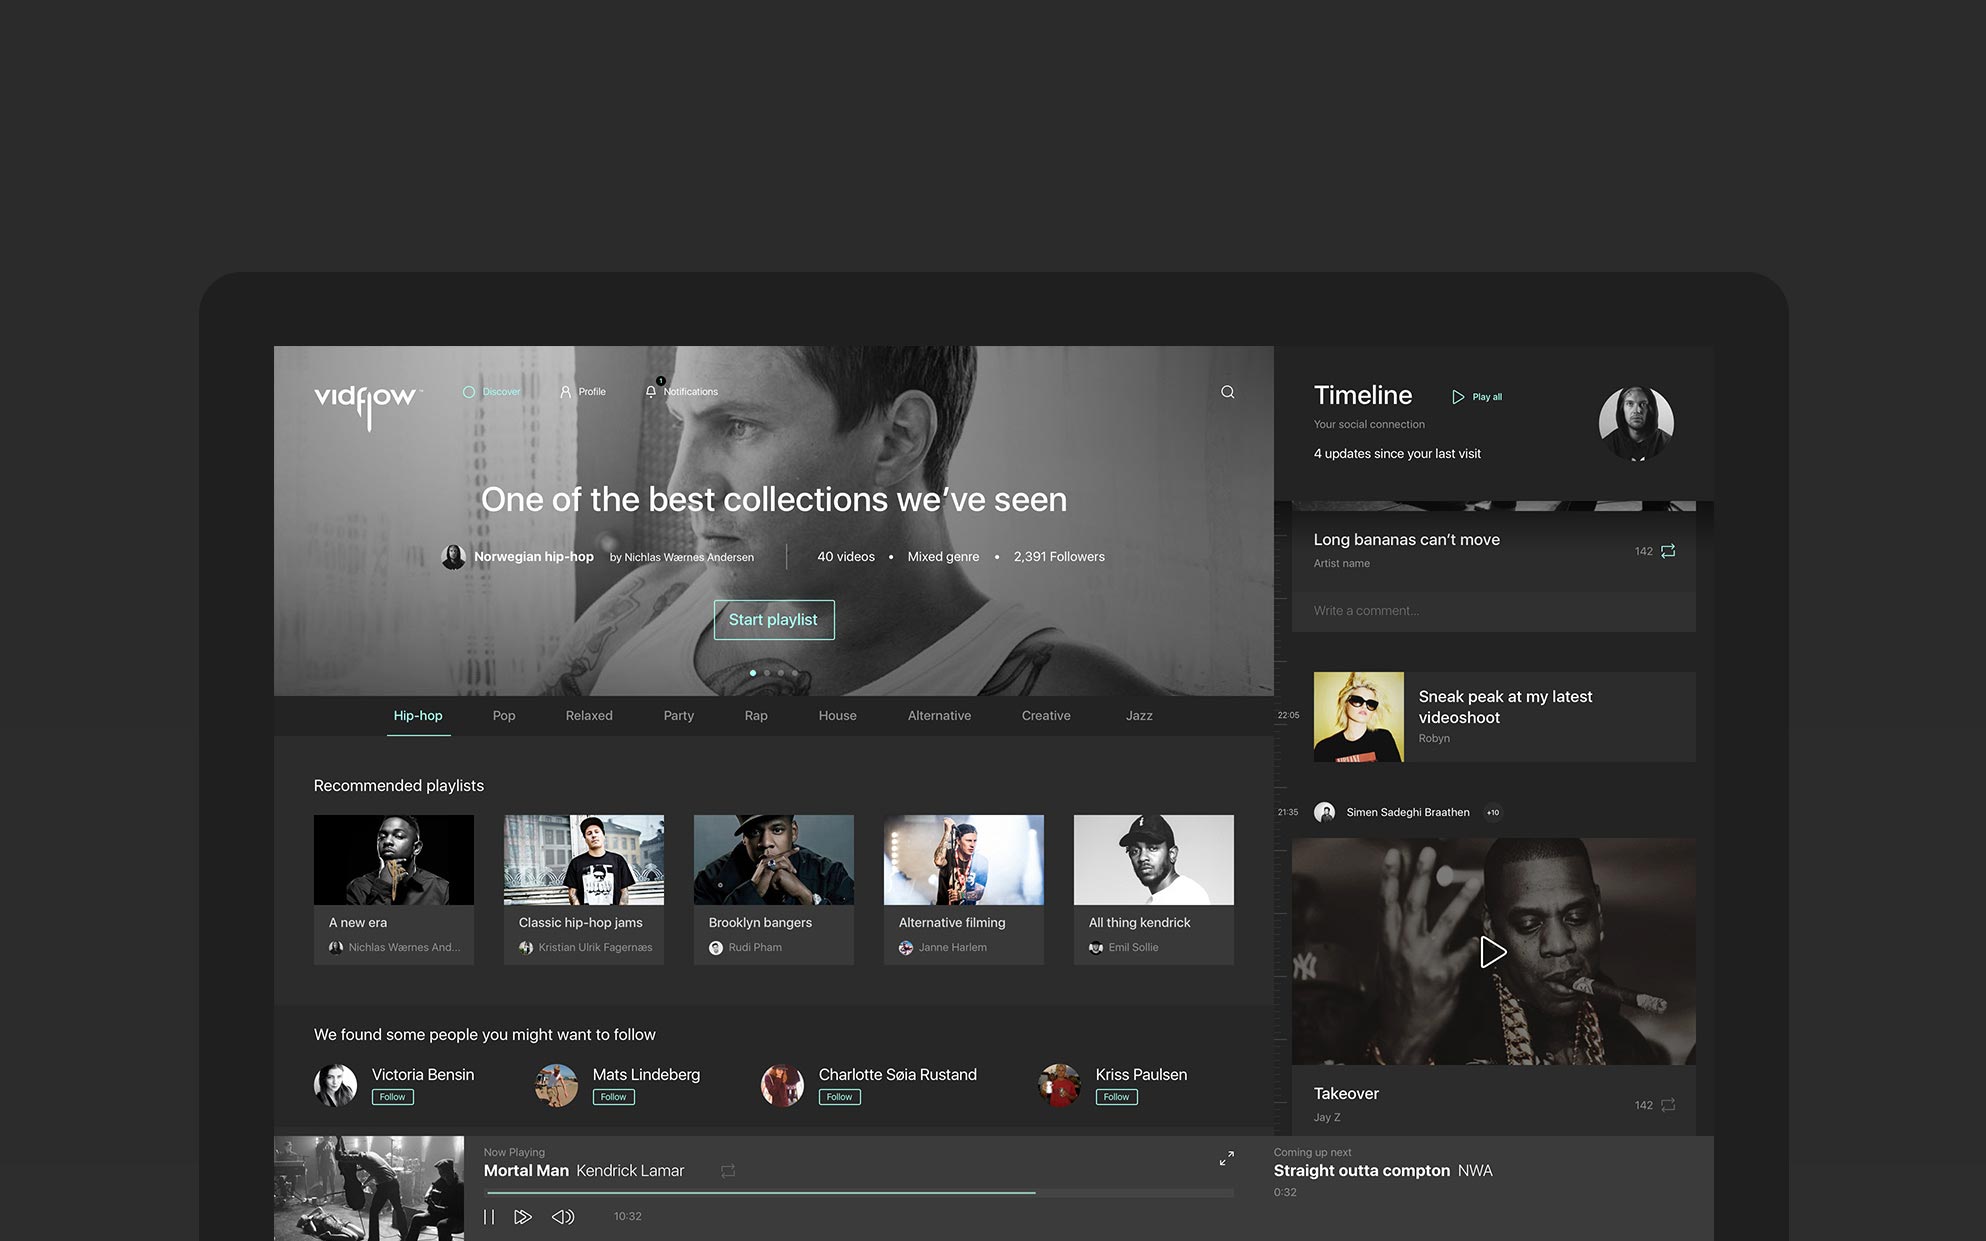 vidflow™
Discover
Profile
1
Notifications
One of the best collections we've seen
Norwegian hip-hop by Nichlas Wærnes Andersen 40 videos • Mixed genre • 2,391 Followers
Start playlist
Hip-hop Pop Relaxed Party Rap House Alternative Creative Jazz
Recommended playlists
A new era
Nichlas Wærnes And...
Classic hip-hop jams
Kristian Ulrik Fagernæs
Brooklyn bangers
Rudi Pham
Alternative filming
Janne Harlem
All thing kendrick
Emil Sollie
We found some people you might want to follow
Victoria Bensin
Follow
Mats Lindeberg
Follow
Charlotte Søia Rustand
Follow
Kriss Paulsen
Follow
Timeline
Play all
Your social connection
4 updates since your last visit
Long bananas can't move
Artist name
142
Write a comment...
22:05
Sneak peak at my latest
videoshoot
Robyn
21:35
Simen Sadeghi Braathen +10
Takeover
Jay Z
142
Now Playing
Mortal Man Kendrick Lamar
10:32
Coming up next
Straight outta compton NWA
0:32